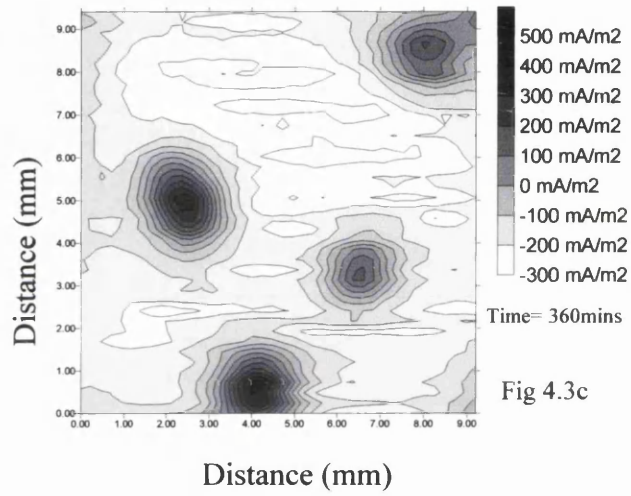 9.00
8.00
7.00
6.00
5.00
4.00
3.00
2.00
1.00
0.00
0.00 1.00 2.00 3.00 4.00 5.00 6.00 7.00 8.00 9.00
Distance (mm)
Distance (mm)
500 mA/m2
400 mA/m2
300 mA/m2
200 mA/m2
100 mA/m2
0 mA/m2
-100 mA/m2
-200 mA/m2
-300 mA/m2
Time= 360mins
Fig 4.3c